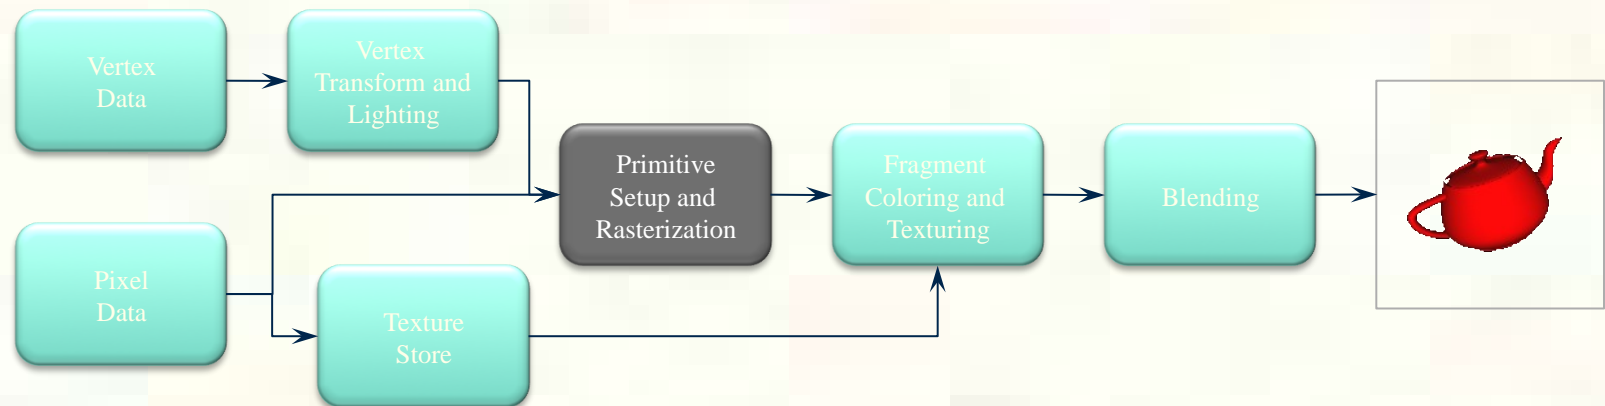 Vertex
Data
Vertex
Transform and
Lighting
Primitive
Setup and
Rasterization
Fragment
Coloring and
Texturing
Blending
Pixel
Data
Texture
Store